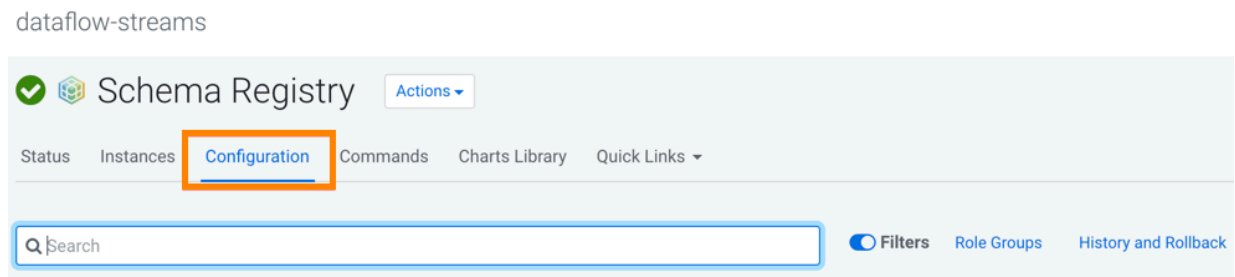 dataflow-streams
Schema Registry Actions
Status Instances Configuration Commands Charts Library Quick Links
Search Filters Role Groups History and Rollback